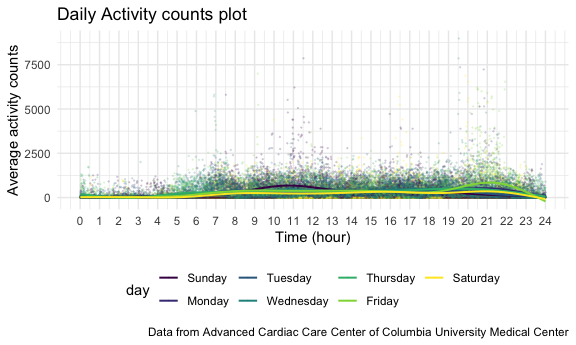 Daily Activity counts plot
Average activity counts
7500
5000
2500
0
0 1 2 3 4 5 6 7 8 9 10 11 12 13 14 15 16 17 18 19 20 21 22 23 24
Time (hour)
day
Sunday Tuesday Thursday Saturday
Monday Wednesday Friday
Data from Advanced Cardiac Care Center of Columbia University Medical Center